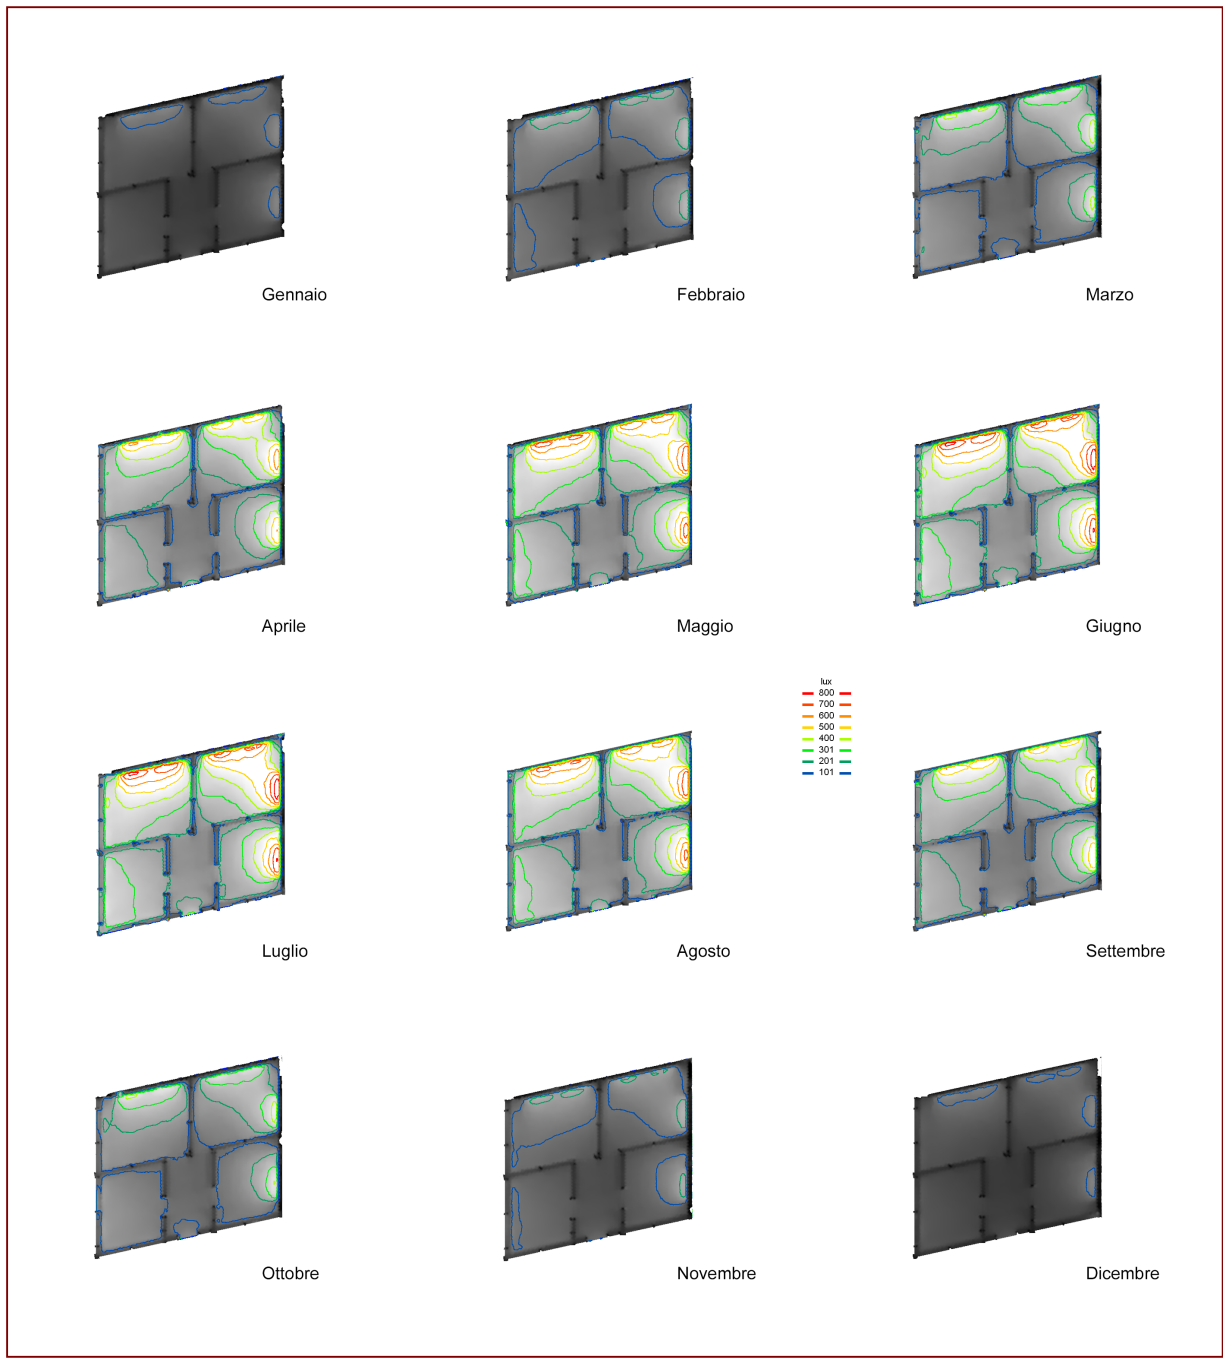 Gennaio
Febbraio
Marzo
Aprile
Maggio
Giugno
lux
800
700
600
500
400
301
201
101
Luglio
Agosto
Settembre
Ottobre
Novembre
Dicembre